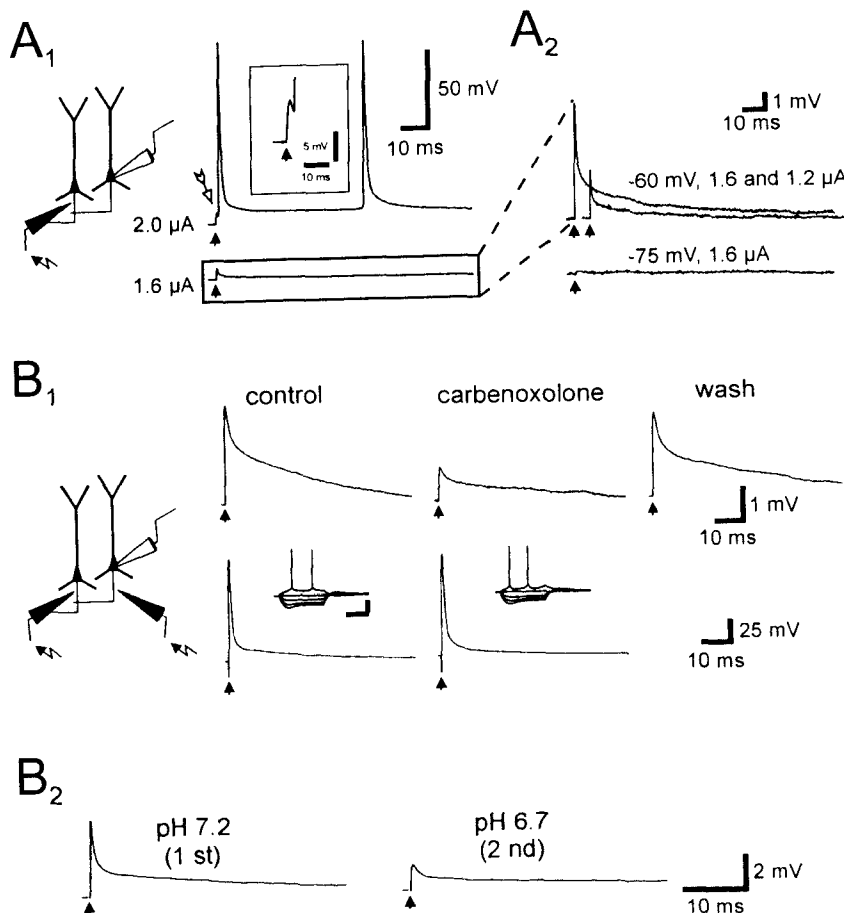 A1
50 mV
10 ms
5 mV
10 ms
2.0 µA
1.6 µA
A2
1 mV
10 ms
-60 mV, 1.6 and 1.2 µA
-75 mV, 1.6 µA
B1
control
carbenoxolone
wash
1 mV
10 ms
25 mV
10 ms
B2
pH 7.2
(1 st)
pH 6.7
(2 nd)
2 mV
10 ms